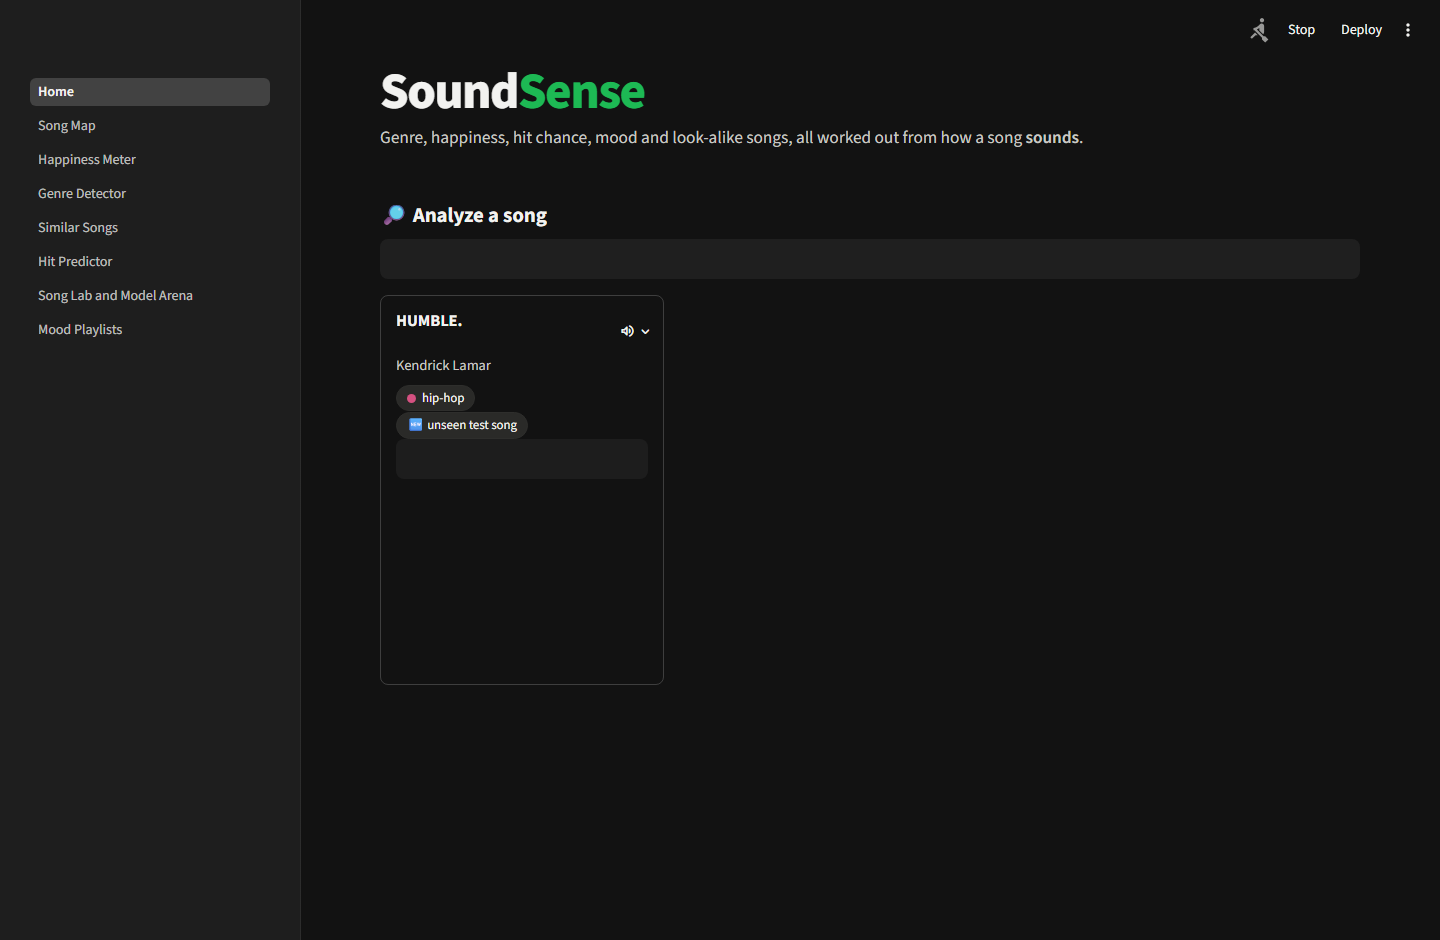 Stop
Deploy
Home
Song Map
Happiness Meter
Genre Detector
Similar Songs
Hit Predictor
Song Lab and Model Arena
Mood Playlists
SoundSense
Genre, happiness, hit chance, mood and look-alike songs, all worked out from how a song sounds.
Analyze a song
HUMBLE.
Kendrick Lamar
hip-hop
NEW unseen test song